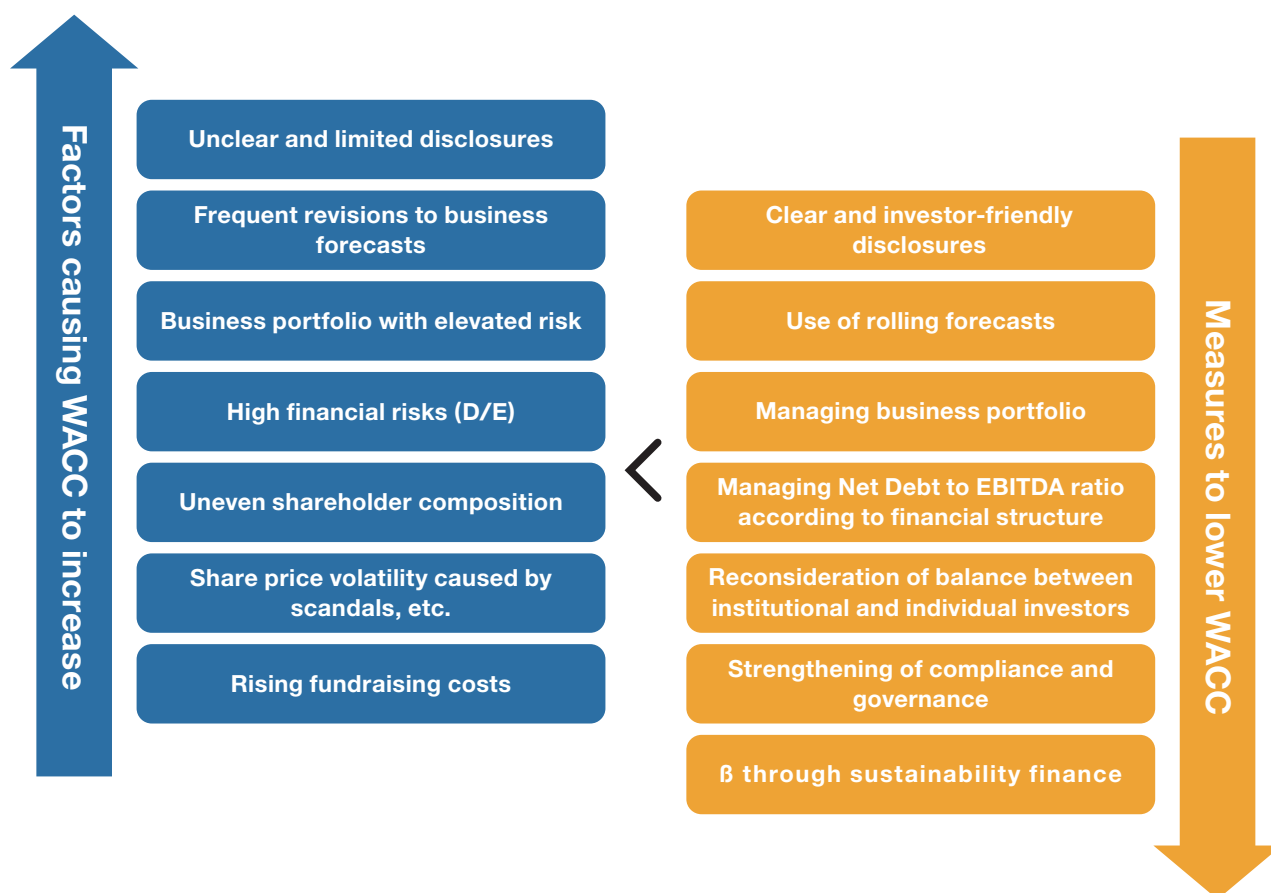 Factors causing WACC to increase
Unclear and limited disclosures
Frequent revisions to business
forecasts
Business portfolio with elevated risk
High financial risks (D/E)
Uneven shareholder composition
Share price volatility caused by
scandals, etc.
Rising fundraising costs
Clear and investor-friendly
disclosures
Use of rolling forecasts
Managing business portfolio
Managing Net Debt to EBITDA ratio
according to financial structure
Reconsideration of balance between
institutional and individual investors
Strengthening of compliance and
governance
ß through sustainability finance
Measures to lower WACC